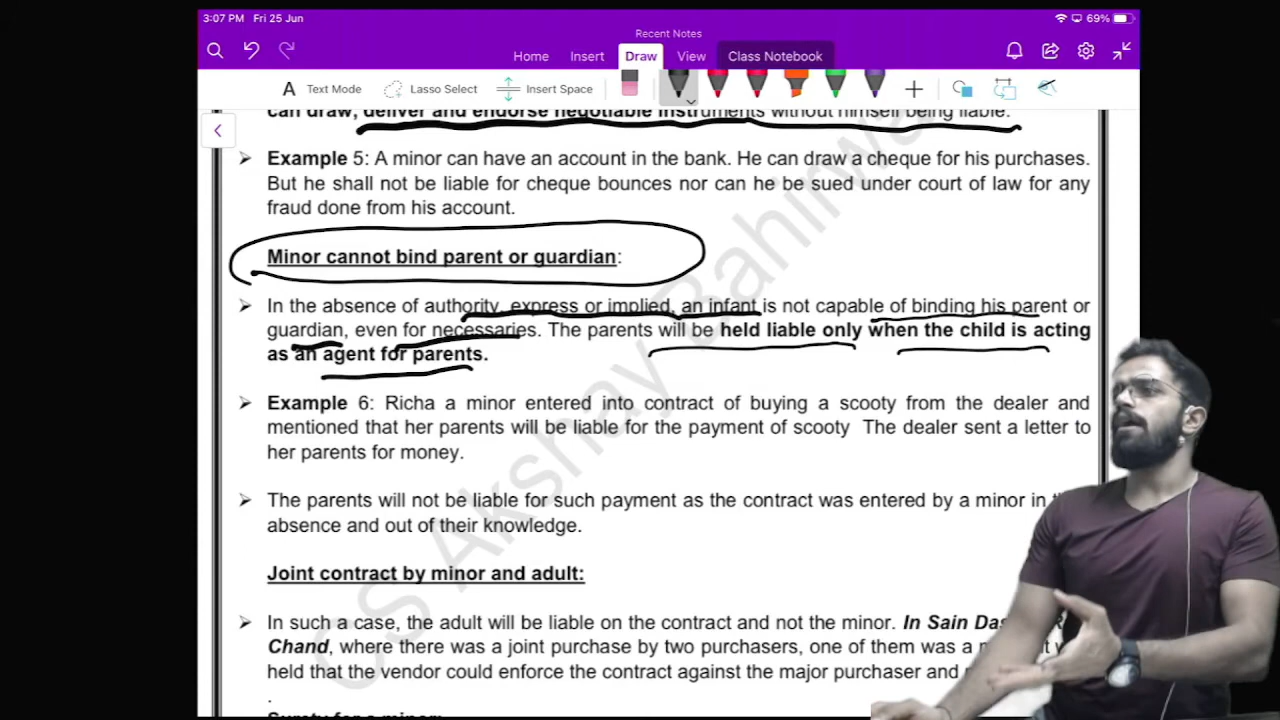 3:07 PM Fri 25 Jun
69%
Recent Notes
Home Insert Draw View Class Notebook
A Text Mode Lasso Select Insert Space
can draw, deliver and endorse negotiable instruments without himself being liable.
Example 5: A minor can have an account in the bank. He can draw a cheque for his purchases.
But he shall not be liable for cheque bounces nor can he be sued under court of law for any
fraud done from his account.
Minor cannot bind parent or guardian:
In the absence of authority, express or implied, an infant is not capable of binding his parent or
guardian, even for necessaries. The parents will be held liable only when the child is acting
as an agent for parents.
Example 6: Richa a minor entered into contract of buying a scooty from the dealer and
mentioned that her parents will be liable for the payment of scooty The dealer sent a letter to
her parents for money.
The parents will not be liable for such payment as the contract was entered by a minor in
absence and out of their knowledge.
Joint contract by minor and adult:
In such a case, the adult will be liable on the contract and not the minor. In Sain
Chand, where there was a joint purchase by two purchasers, one of them was a
held that the vendor could enforce the contract against the major purchaser and
.
Surety for a minor:
CS Akshay Bahirwa